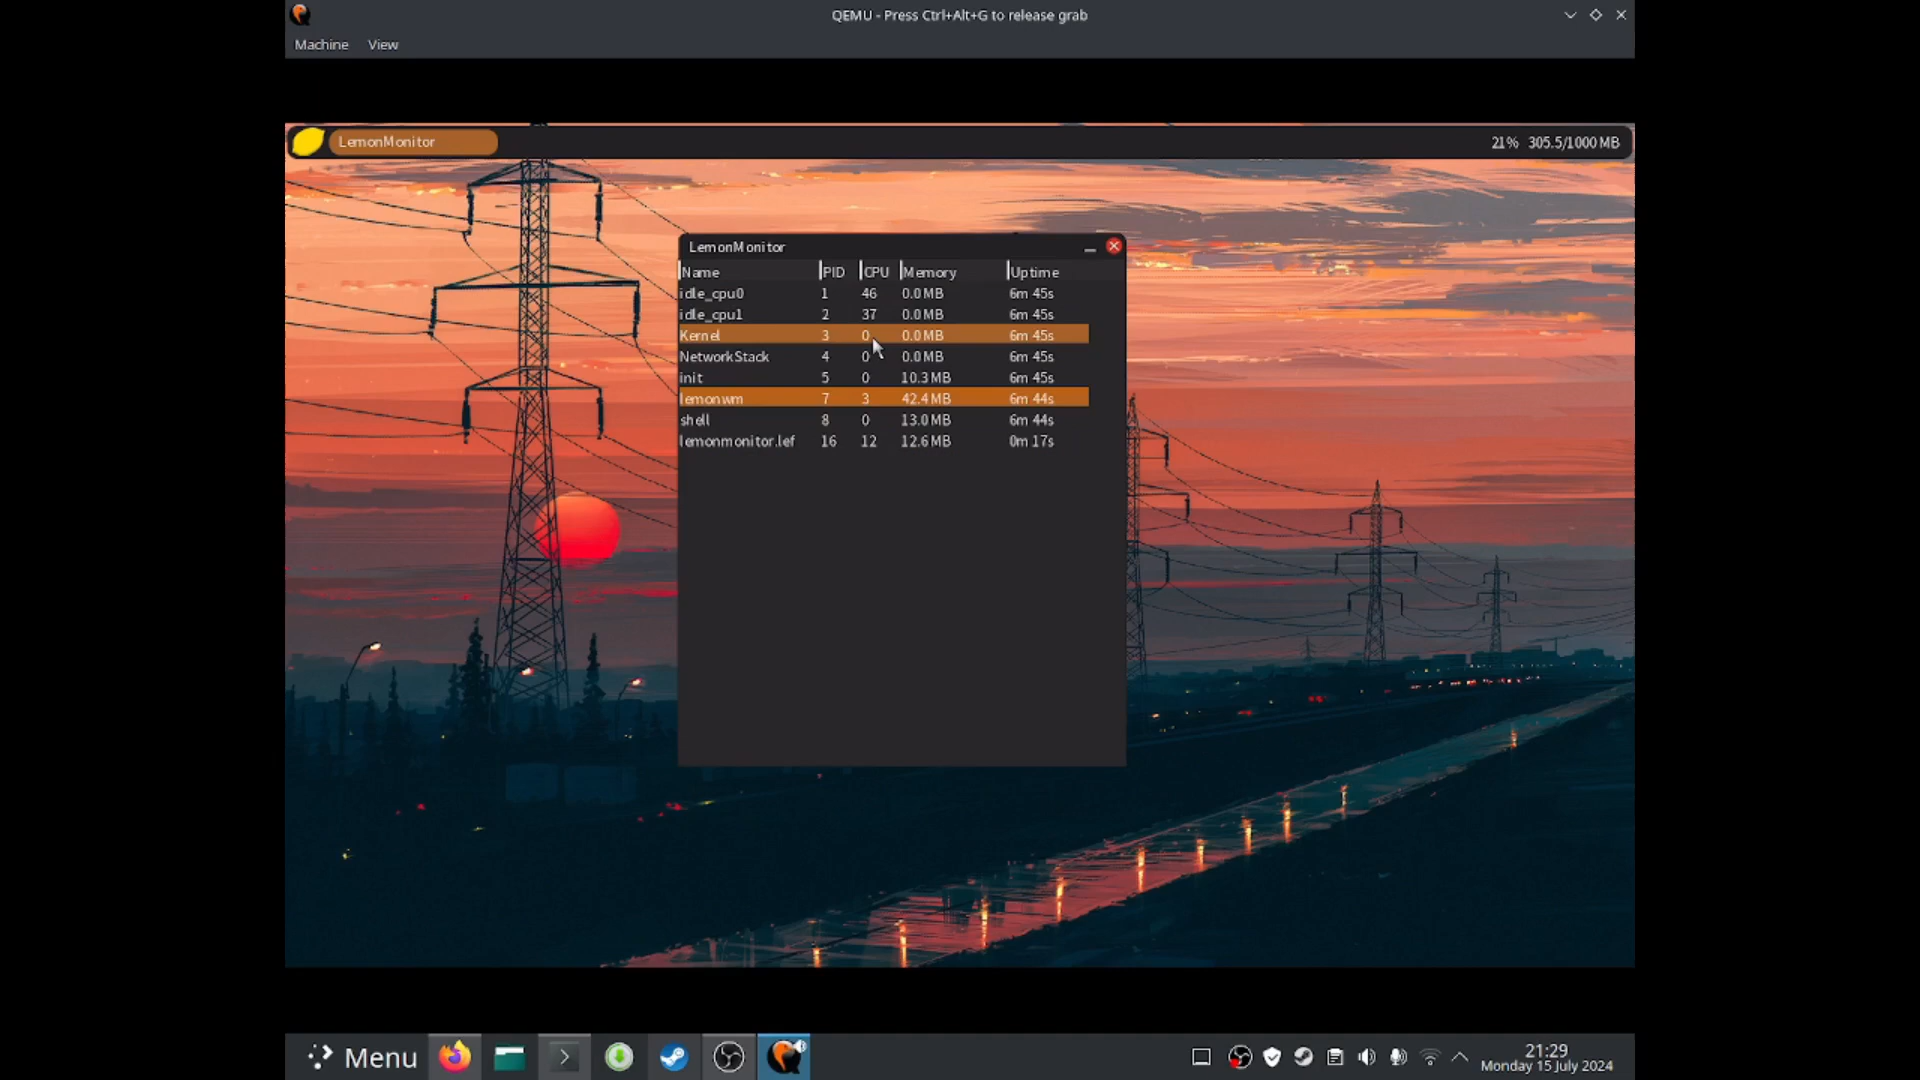 QEMU - Press Ctrl+Alt+G to release grab
Machine View
LemonMonitor 21% 305.5/1000 MB
LemonMonitor
Name PID CPU Memory Uptime
idle_cpu0 1 46 0.0 MB 6m 45s
idle_cpu1 2 37 0.0 MB 6m 45s
Kernel 3 0 0.0 MB 6m 45s
NetworkStack 4 0 0.0 MB 6m 45s
init 5 0 10.3 MB 6m 45s
lemonwm 7 3 42.4 MB 6m 44s
shell 8 0 13.0 MB 6m 44s
lemonmonitor.lef 16 12 12.6 MB 0m 17s
Menu 21:29
Monday 15 July 2024